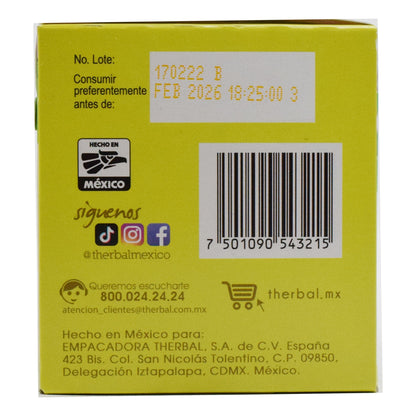 No. Lote:
170222 B
Consumir
preferentemente
antes de:
FEB 2026 18:25:00 3
HECHO EN
MÉXICO
síguenos
@therbalmexico
7 501090 543215
Queremos escucharte
800.024.24.24
atencion_clientes@therbal.com.mx
therbal.mx
Hecho en México para:
EMPACADORA THERBAL, S.A. de C.V. España
423 Bis. Col. San Nicolás Tolentino, C.P. 09850,
Delegación Iztapalapa, CDMX. México.